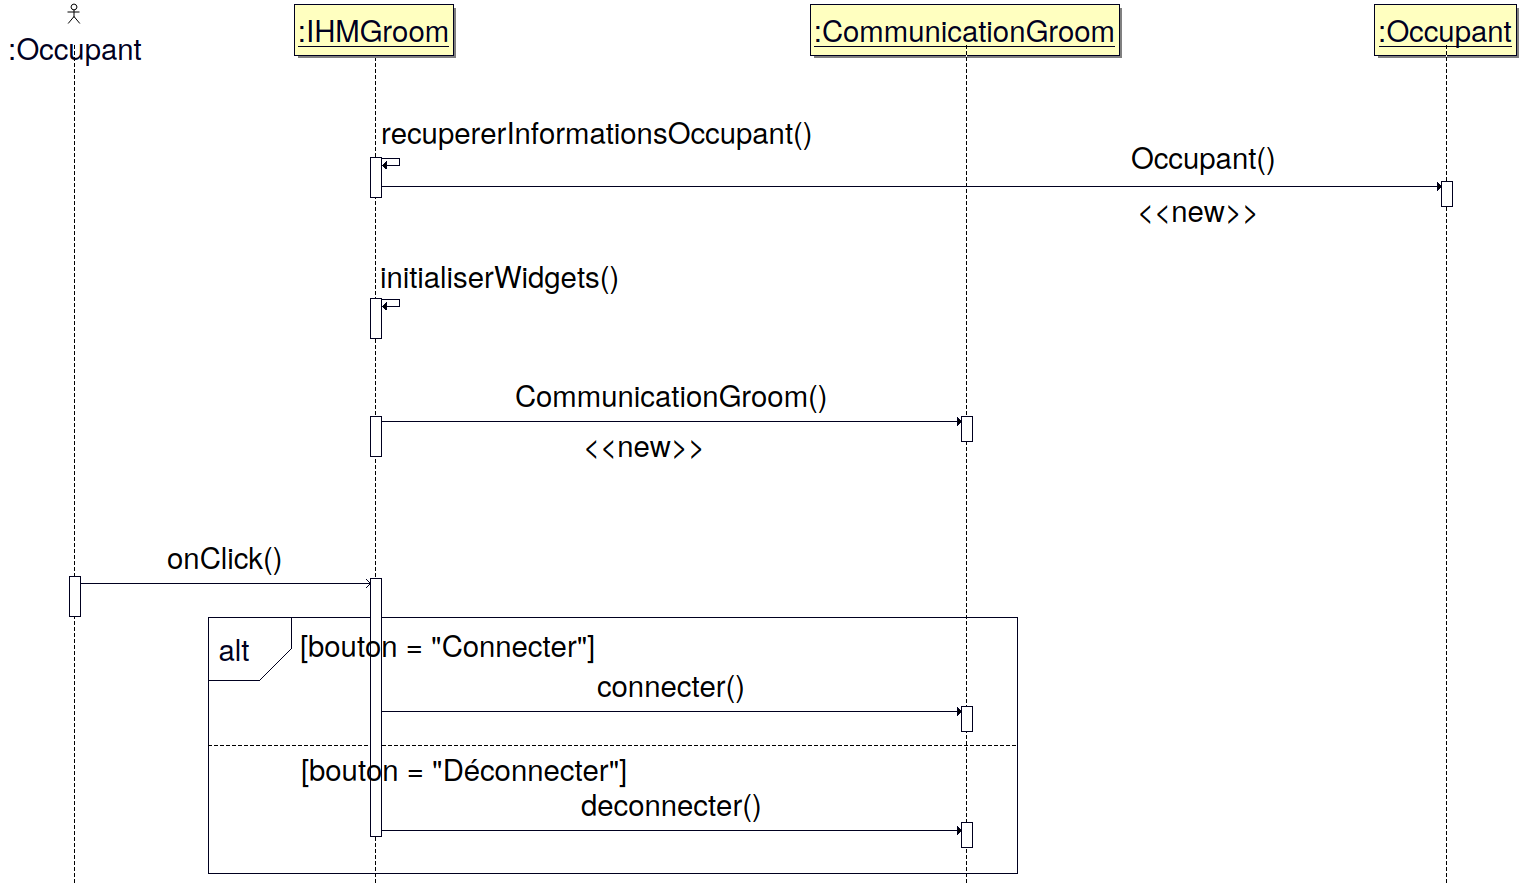 :Occupant
:IHMGroom
:CommunicationGroom
:Occupant
recupererInformationsOccupant()
Occupant()
<<new>>
initialiserWidgets()
CommunicationGroom()
<<new>>
onClick()
alt
[bouton = "Connecter"]
connecter()
[bouton = "Déconnecter"]
deconnecter()